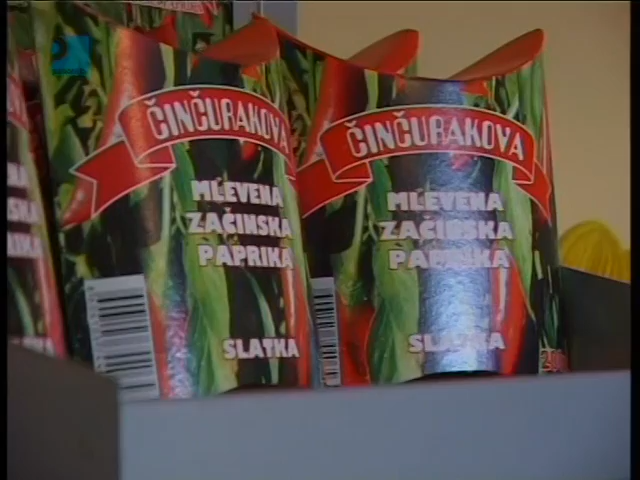 ČINČURAKOVA
MLEVENA
ZAČINSKA
PAPRIKA
SLATKA
ČINČURAKOVA
MLEVENA
ZAČINSKA
PAPRIKA
SLATKA